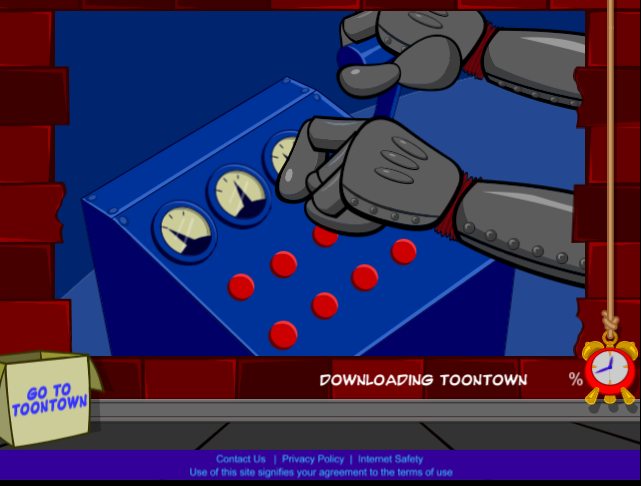 DOWNLOADING TOONTOWN %
GO TO
TOONTOWN
Contact Us | Privacy Policy | Internet Safety
Use of this site signifies your agreement to the terms of use